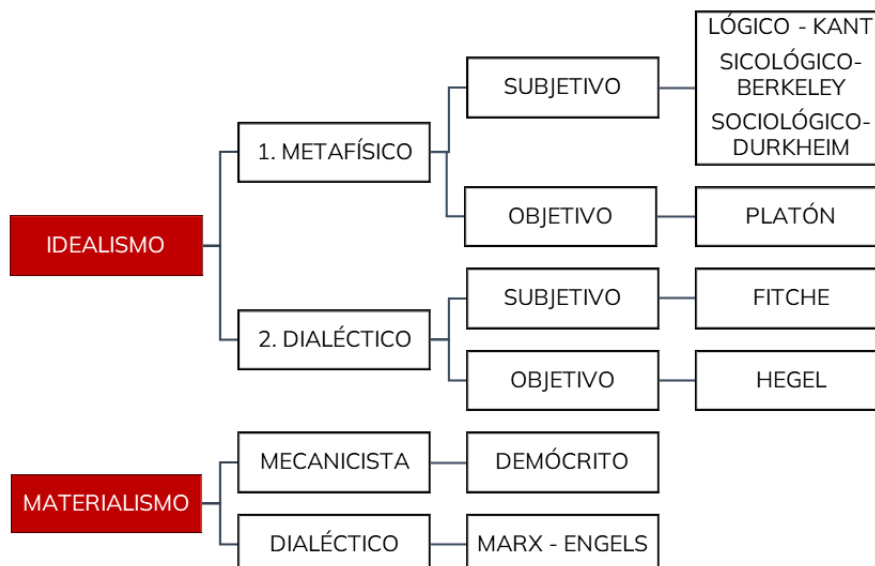 IDEALISMO
1. METAFÍSICO
SUBJETIVO
LÓGICO - KANT
SICOLÓGICO-
BERKELEY
SOCIOLÓGICO-
DURKHEIM
OBJETIVO
PLATÓN
2. DIALÉCTICO
SUBJETIVO
FITCHE
OBJETIVO
HEGEL
MATERIALISMO
MECANICISTA
DEMÓCRITO
DIALÉCTICO
MARX - ENGELS